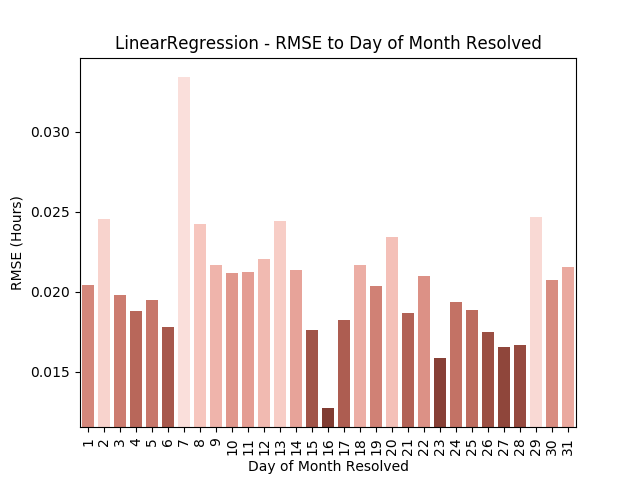 LinearRegression - RMSE to Day of Month Resolved
0.030
0.025
0.020
0.015
RMSE (Hours)
1 2 3 4 5 6 7 8 9 10 11 12 13 14 15 16 17 18 19 20 21 22 23 24 25 26 27 28 29 30 31
Day of Month Resolved